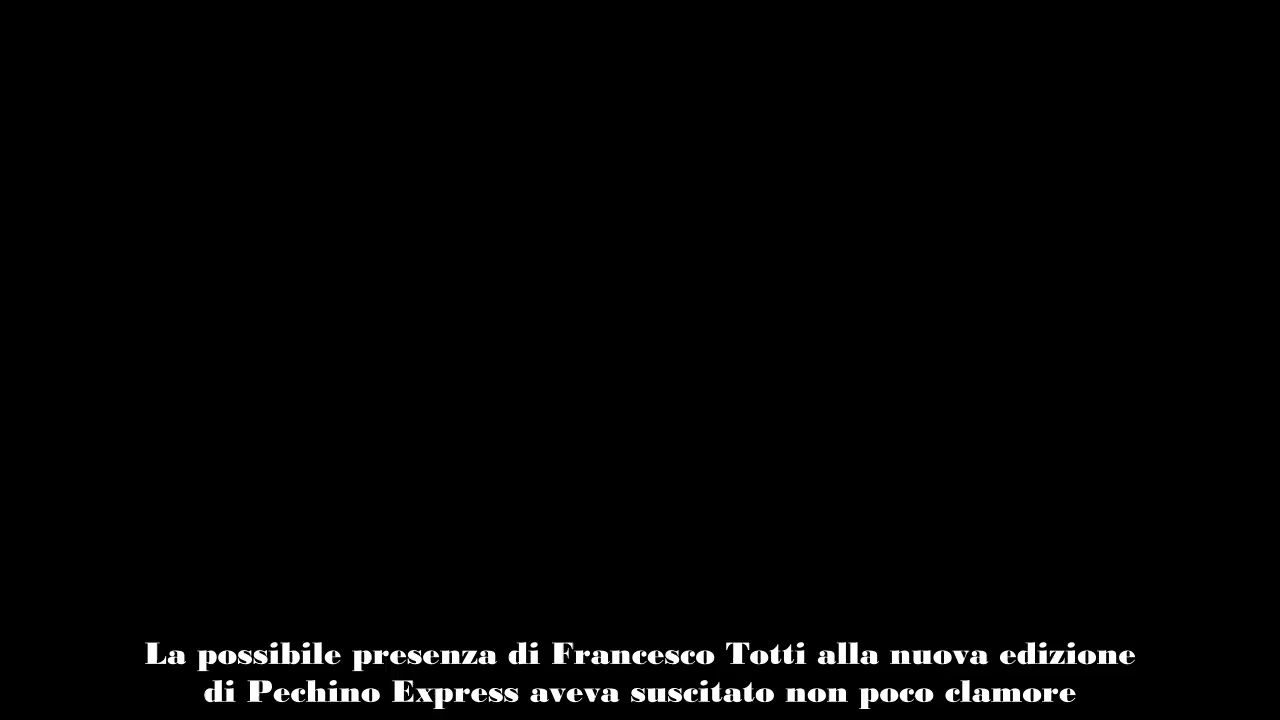 La possibile presenza di Francesco Totti alla nuova edizione
di Pechino Express aveva suscitato non poco clamore